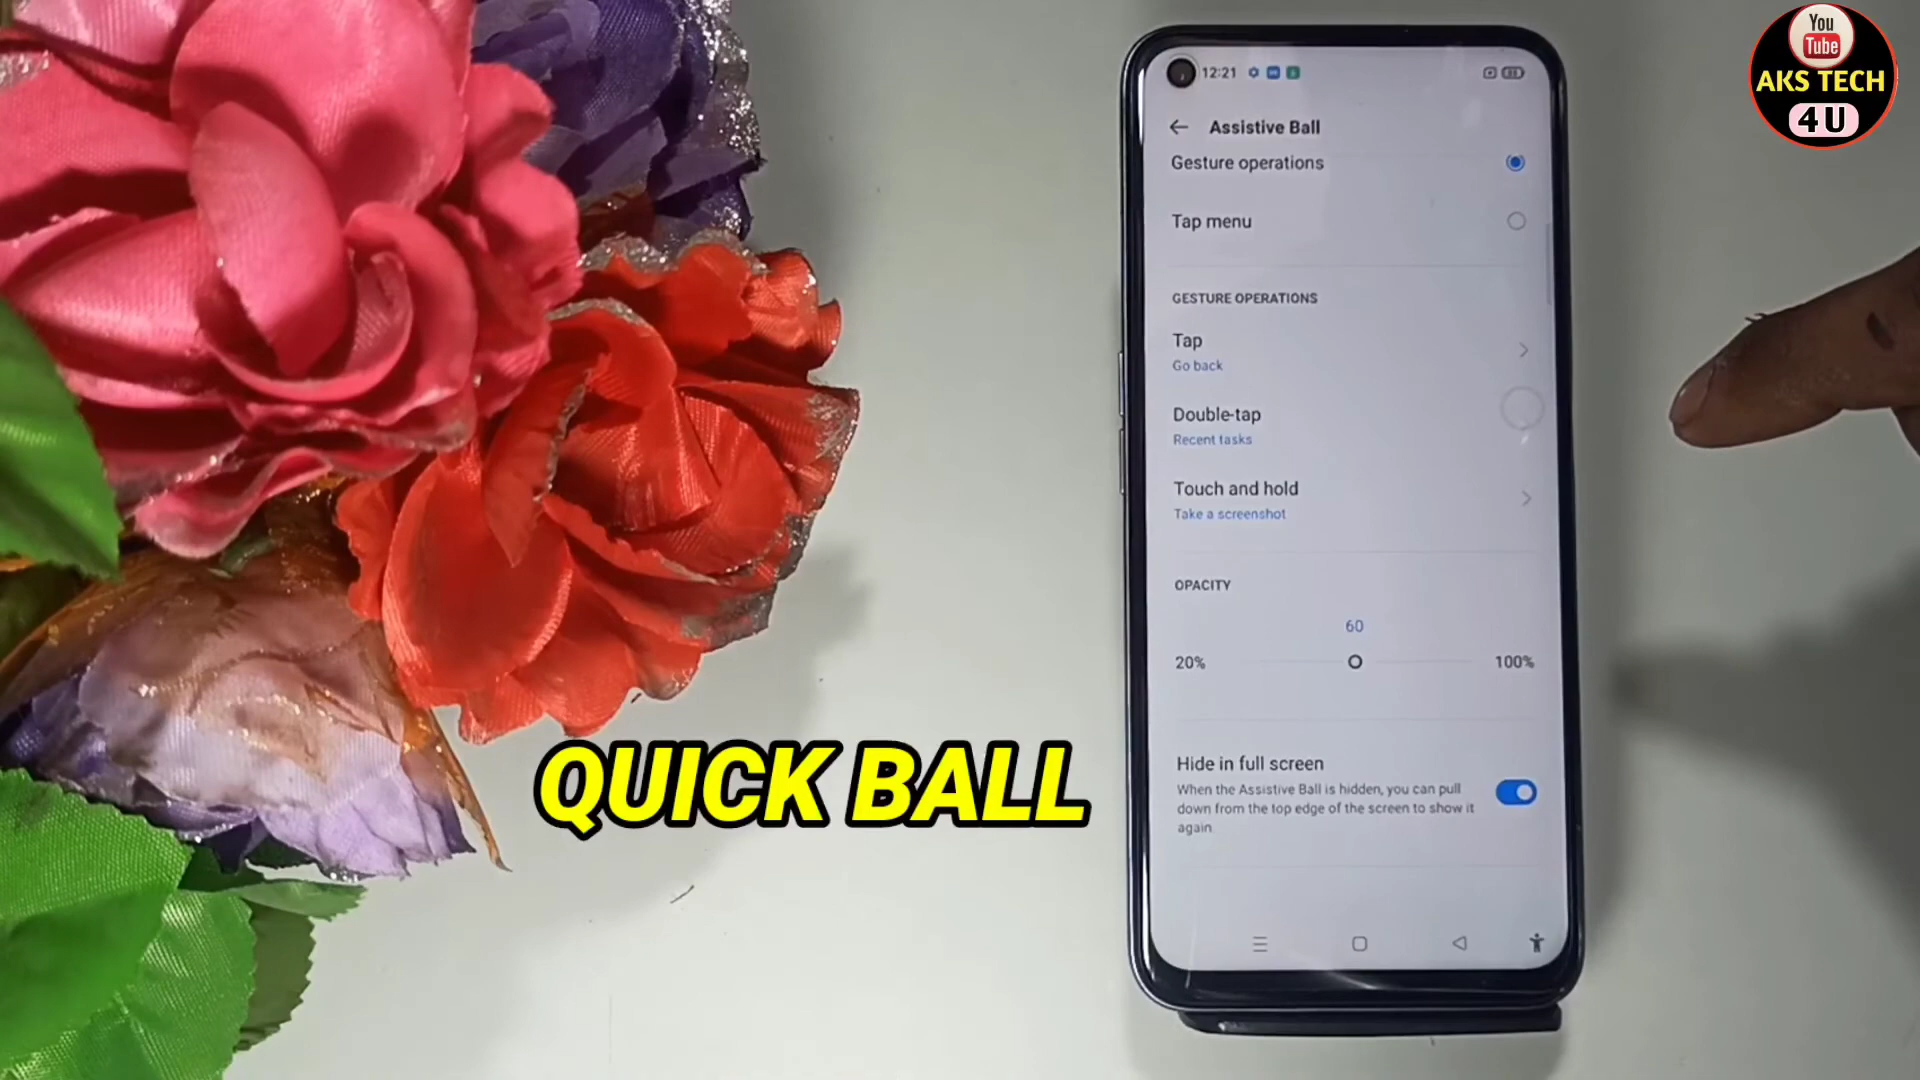 You
Tube
AKS TECH
4U
12:21
Assistive Ball
Gesture operations
Tap menu
GESTURE OPERATIONS
Tap
Go back
Double-tap
Recent tasks
Touch and hold
Take a screenshot
OPACITY
60
20% 100%
Hide in full screen
When the Assistive Ball is hidden, you can pull
down from the top edge of the screen to show it
again.
QUICK BALL